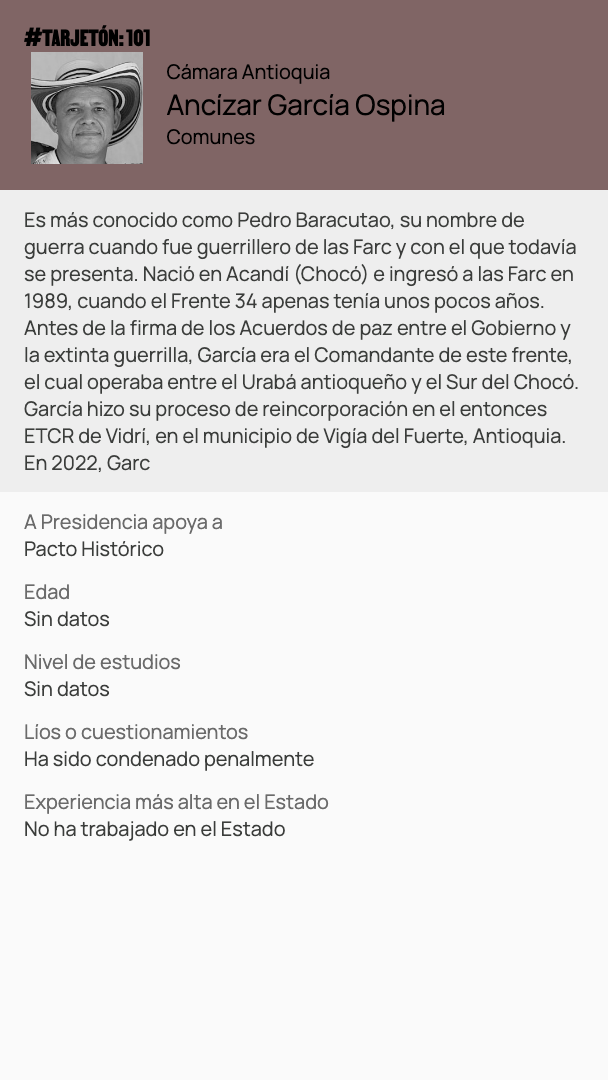 #TARJETÓN: 101
Cámara Antioquia
Ancízar García Ospina
Comunes
Es más conocido como Pedro Baracutao, su nombre de
guerra cuando fue guerrillero de las Farc y con el que todavía
se presenta. Nació en Acandí (Chocó) e ingresó a las Farc en
1989, cuando el Frente 34 apenas tenía unos pocos años.
Antes de la firma de los Acuerdos de paz entre el Gobierno y
la extinta guerrilla, García era el Comandante de este frente,
el cual operaba entre el Urabá antioqueño y el Sur del Chocó.
García hizo su proceso de reincorporación en el entonces
ETCR de Vidrí, en el municipio de Vigía del Fuerte, Antioquia.
En 2022, Garc
A Presidencia apoya a
Pacto Histórico
Edad
Sin datos
Nivel de estudios
Sin datos
Líos o cuestionamientos
Ha sido condenado penalmente
Experiencia más alta en el Estado
No ha trabajado en el Estado